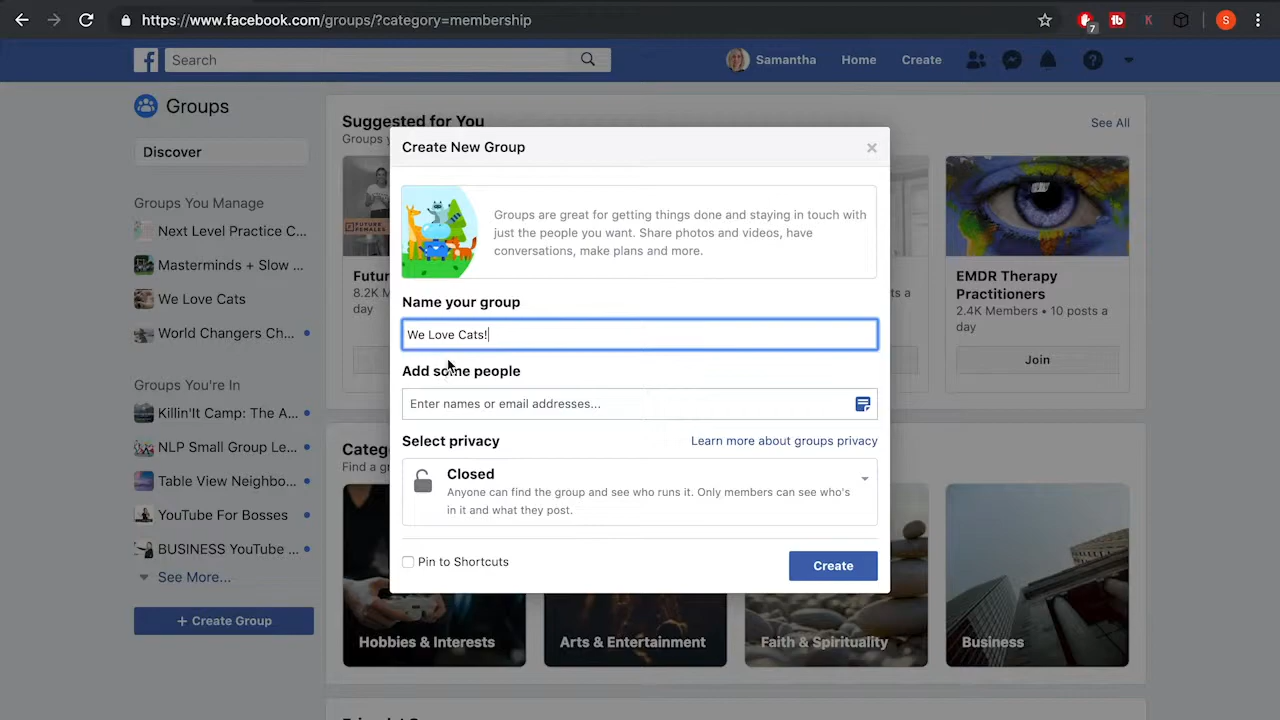 https://www.facebook.com/groups/?category=membership
7
S
Search
Samantha
Home
Create
Groups
Discover
Groups You Manage
Next Level Practice C...
Masterminds + Slow ...
We Love Cats
World Changers Ch...
Groups You're In
Killin'It Camp: The A...
NLP Small Group Le...
Table View Neighbo...
YouTube For Bosses
BUSINESS YouTube ...
See More...
+ Create Group
Suggested for You
See All
Create New Group
Groups are great for getting things done and staying in touch with
just the people you want. Share photos and videos, have
conversations, make plans and more.
Name your group
We Love Cats!
Add some people
Enter names or email addresses...
Select privacy
Learn more about groups privacy
Closed
Anyone can find the group and see who runs it. Only members can see who's
in it and what they post.
Pin to Shortcuts
Create
FUTURE
FEMALES
8.2K M
day
EMDR Therapy
Practitioners
2.4K Members • 10 posts a
day
Join
Hobbies & Interests
Arts & Entertainment
Faith & Spirituality
Business